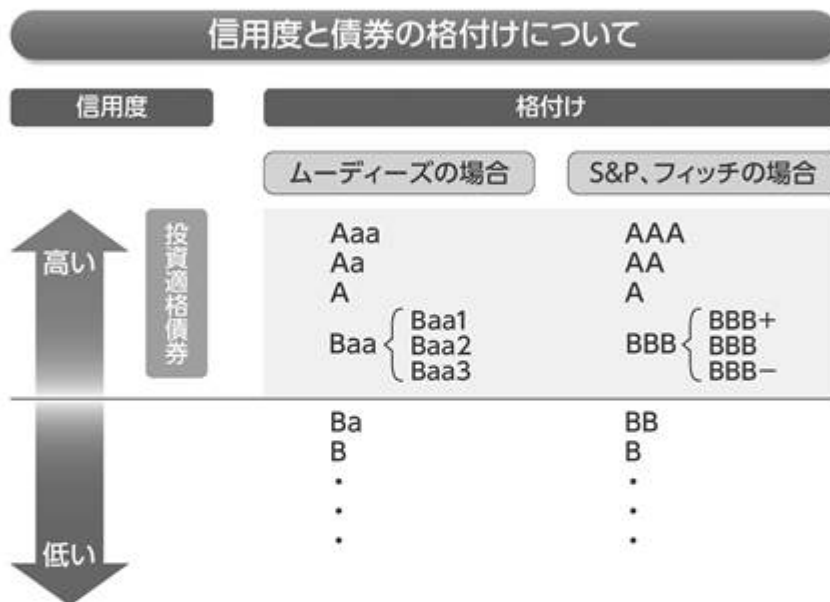 信用度と債券の格付けについて
信用度
格付け
ムーディーズの場合
S&P、フィッチの場合
高い
投資適格債券
Aaa
AAA
Aa
AA
A
A
Baa
Baa1
Baa2
Baa3
BBB
BBB+
BBB
BBB−
Ba
BB
B
B
・
・
・
・
・
・
低い